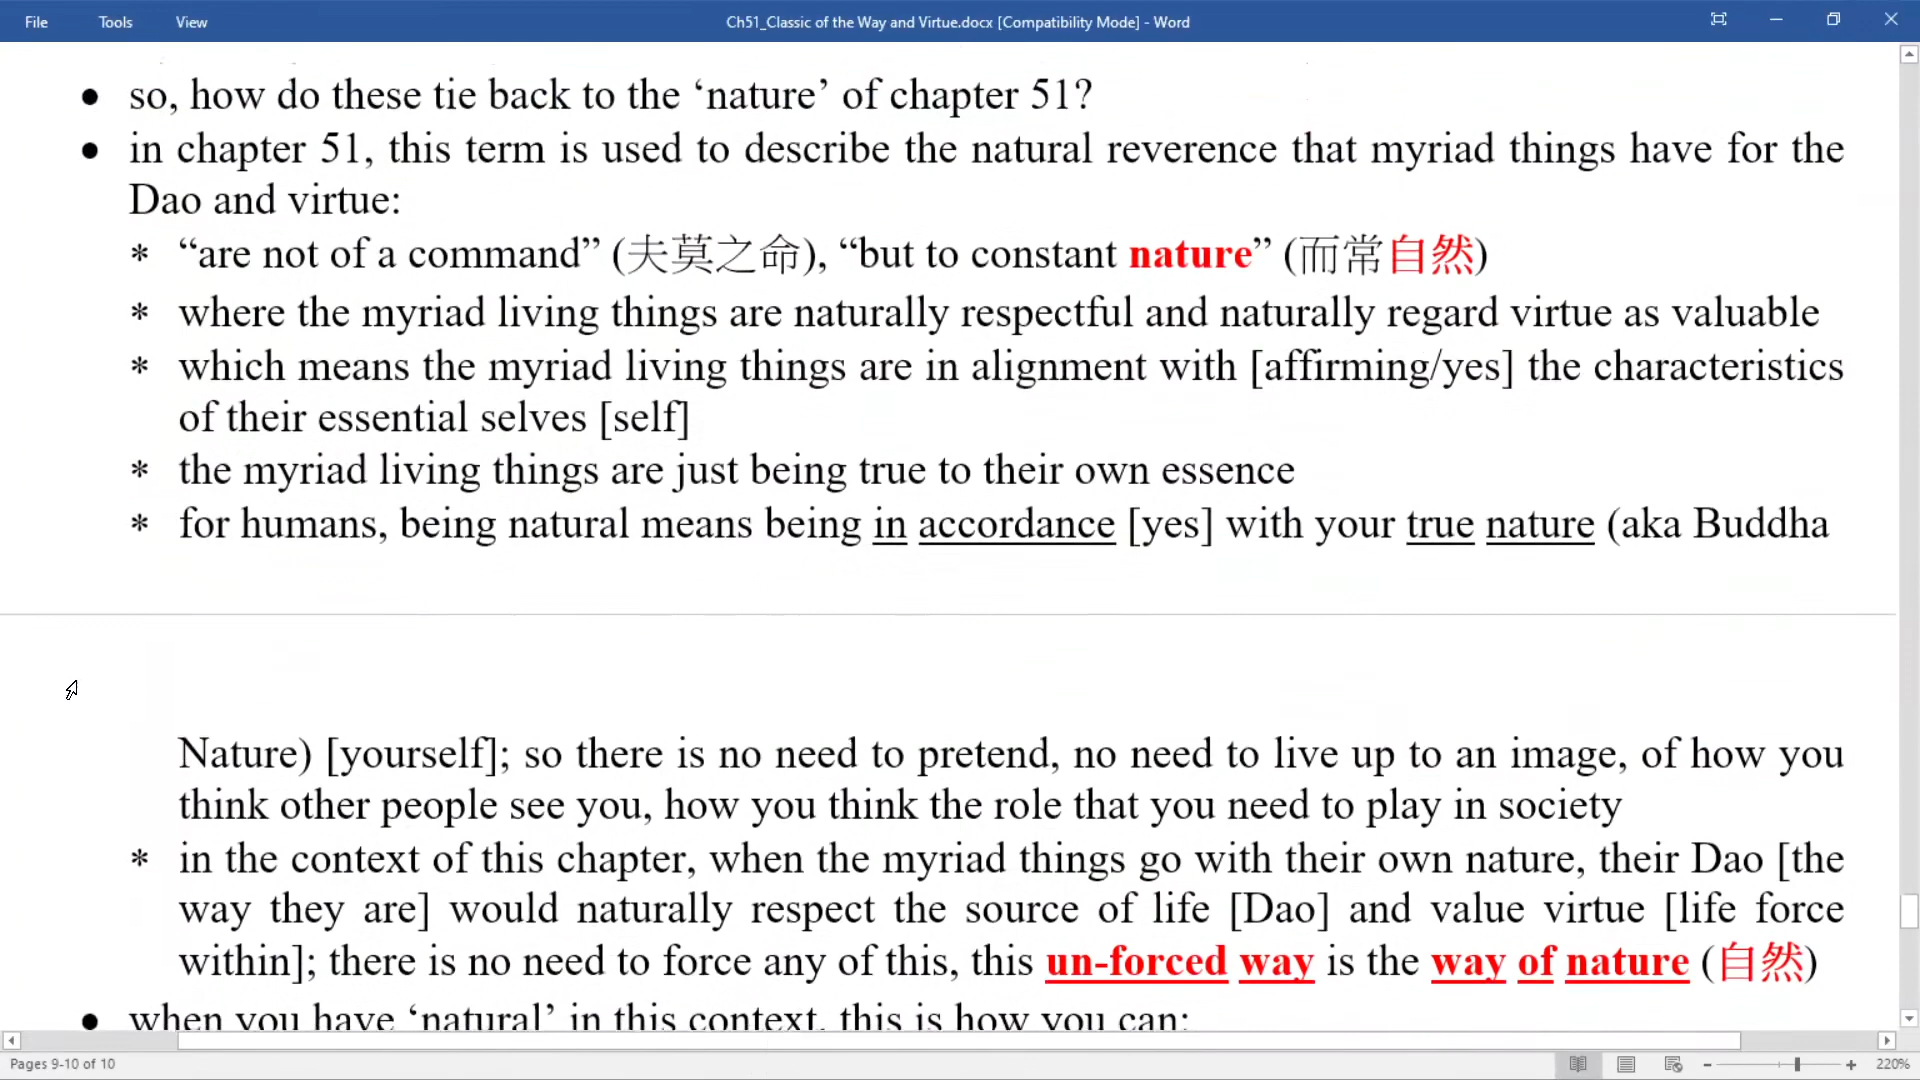 File Tools View Ch51_Classic of the Way and Virtue.docx [Compatibility Mode] - Word
● so, how do these tie back to the ‘nature’ of chapter 51?
● in chapter 51, this term is used to describe the natural reverence that myriad things have for the
Dao and virtue:
* “are not of a command” (夫莫之命), “but to constant nature” (而常自然)
* where the myriad living things are naturally respectful and naturally regard virtue as valuable
* which means the myriad living things are in alignment with [affirming/yes] the characteristics
of their essential selves [self]
* the myriad living things are just being true to their own essence
* for humans, being natural means being in accordance [yes] with your true nature (aka Buddha
Nature) [yourself]; so there is no need to pretend, no need to live up to an image, of how you
think other people see you, how you think the role that you need to play in society
* in the context of this chapter, when the myriad things go with their own nature, their Dao [the
way they are] would naturally respect the source of life [Dao] and value virtue [life force
within]; there is no need to force any of this, this un-forced way is the way of nature (自然)
● when you have ‘natural’ in this context, this is how you can:
Pages 9-10 of 10 220%